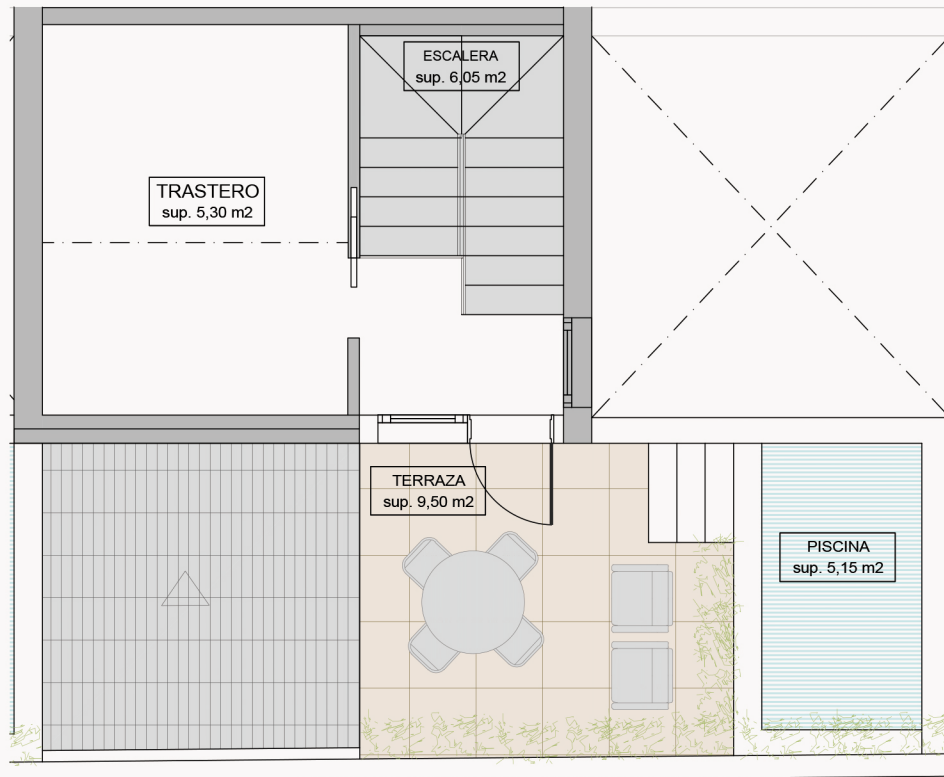 ESCALERA
sup. 6,05 m2
TRASTERO
sup. 5,30 m2
TERRAZA
sup. 9,50 m2
PISCINA
sup. 5,15 m2